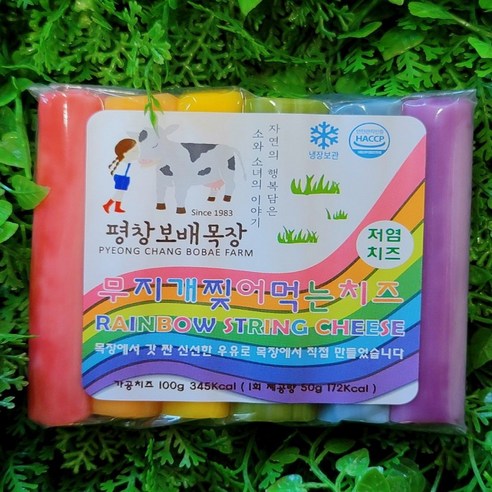 자연의 행복담은
소와 소녀의 이야기
냉장보관
HACCP
Since 1983
평창보배목장
PYEONG CHANG BOBAE FARM
저염
치즈
무지개찢어먹는치즈
RAINBOW STRING CHEESE
목장에서 갓 짠 신선한 우유로 목장에서 직접 만들었습니다
가공치즈 100g 345Kcal ( 1회 제공량 50g 172Kcal )